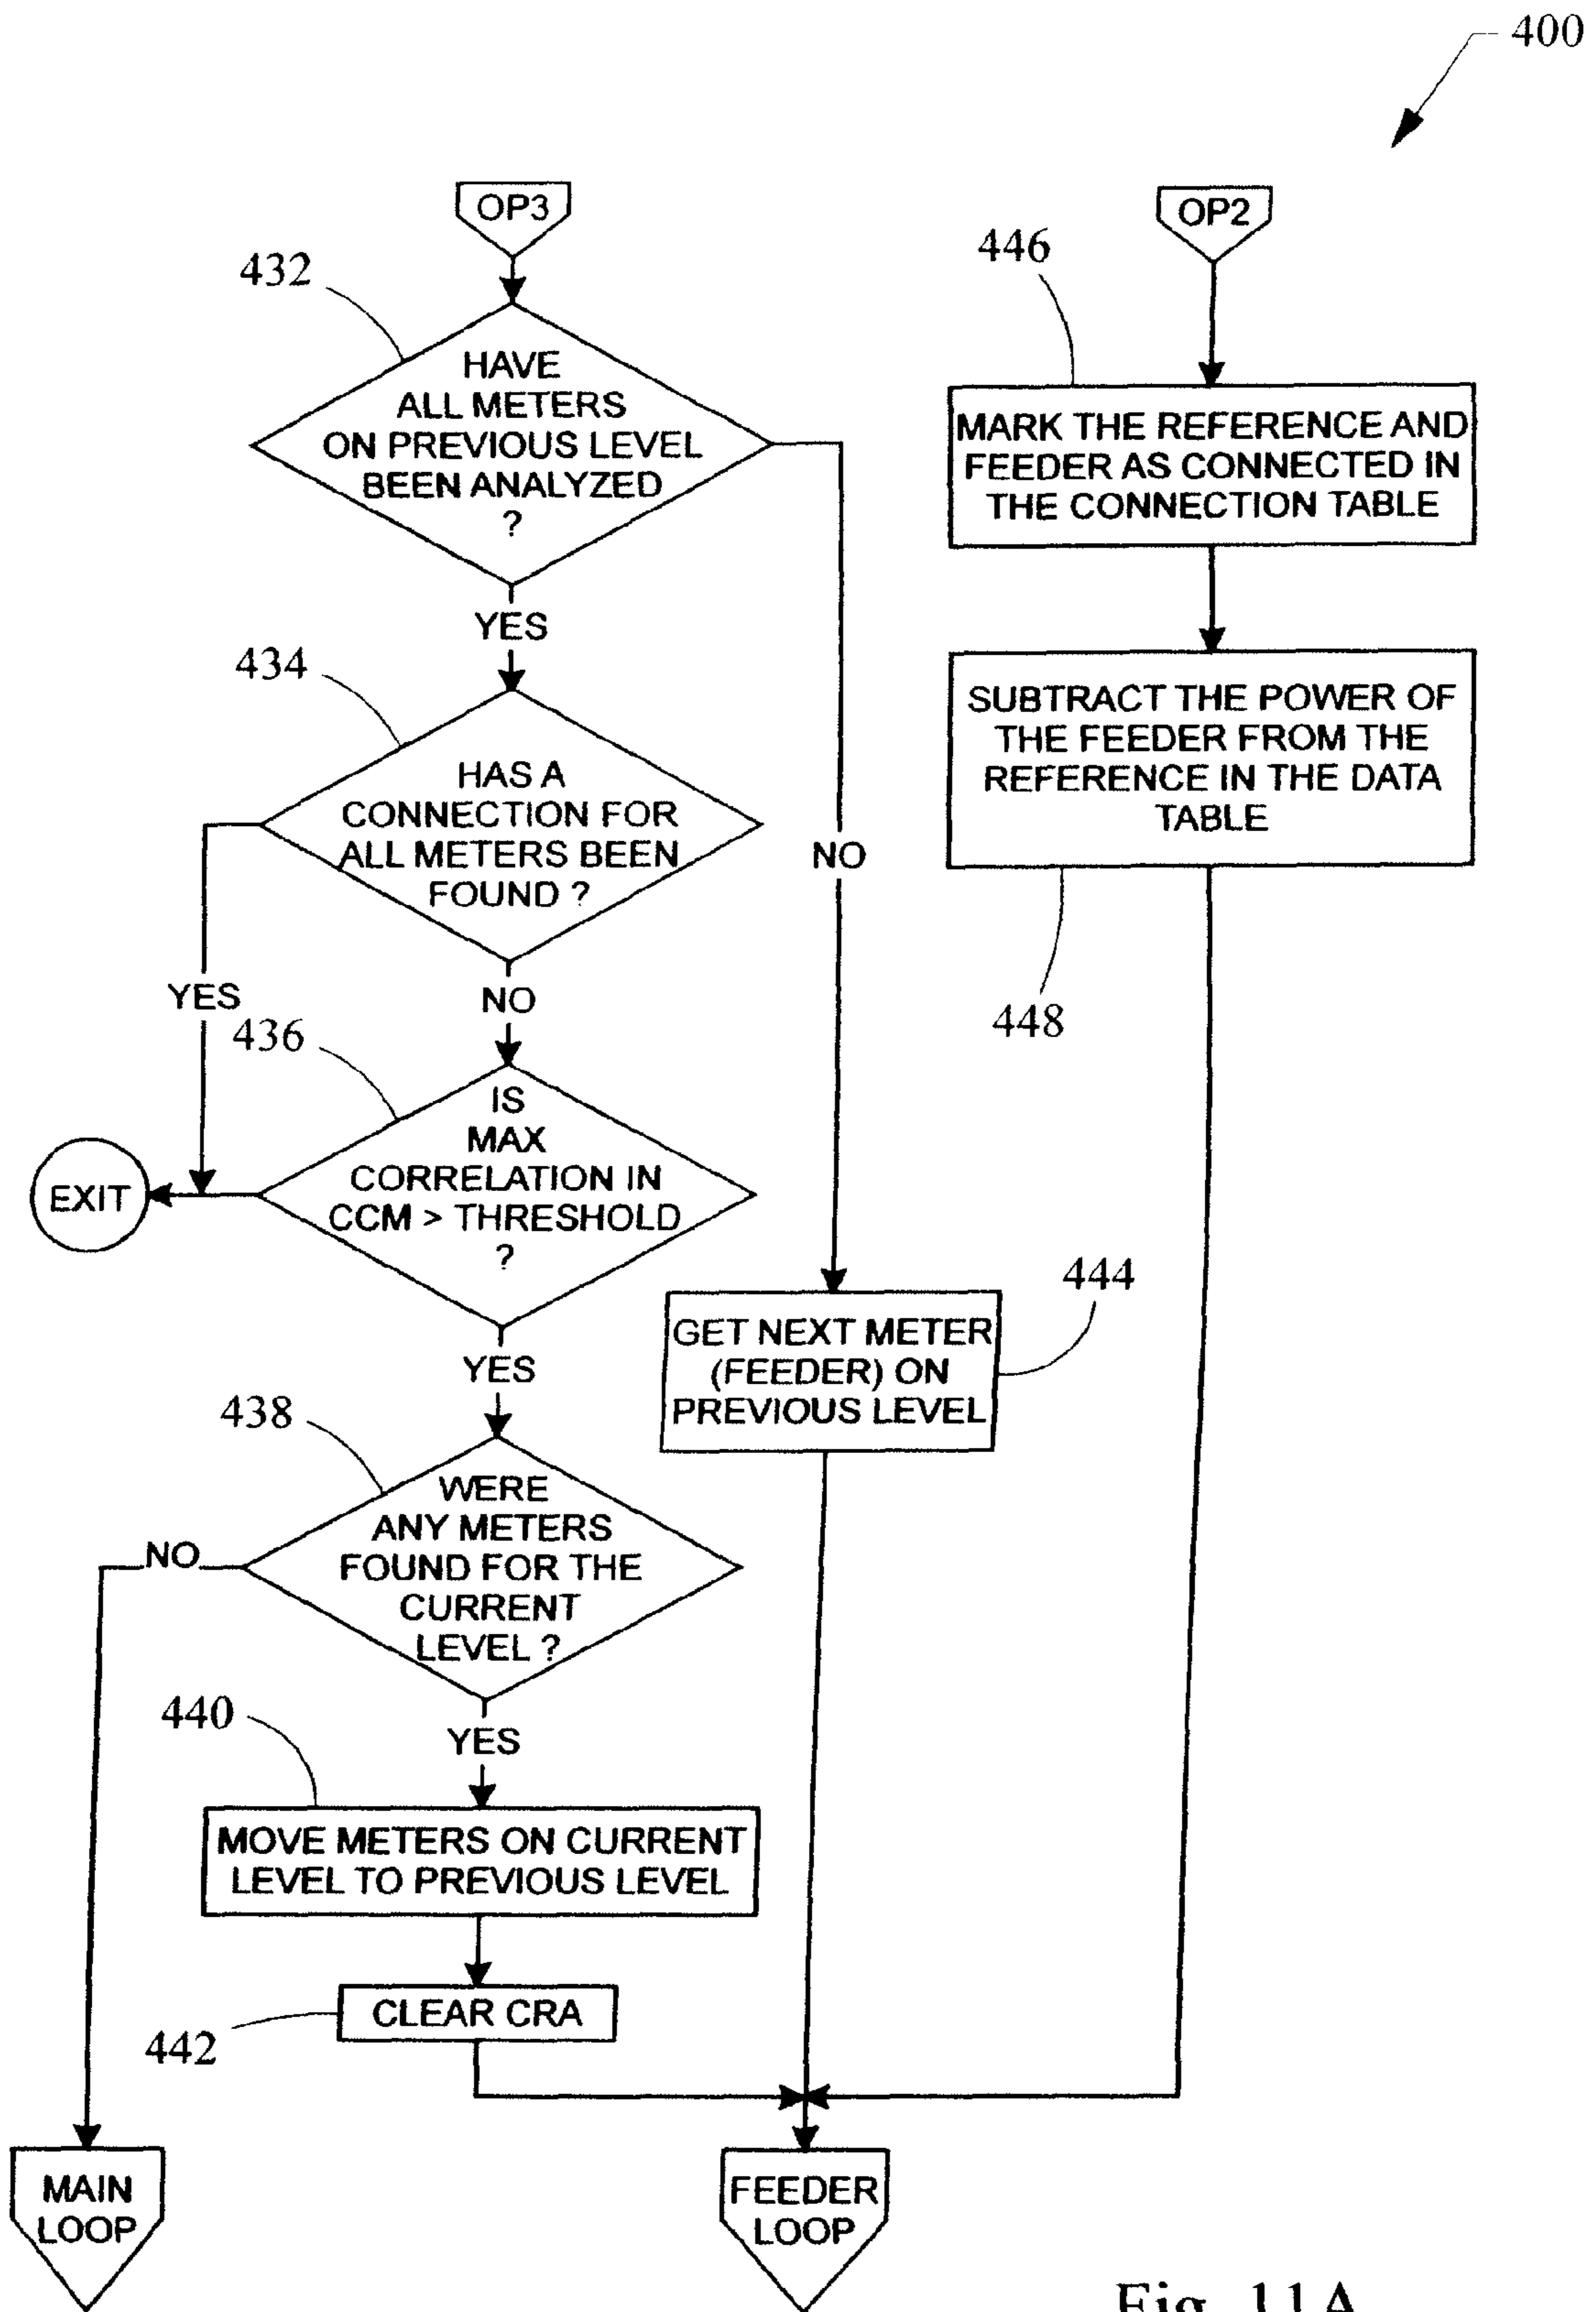 400
OP3
OP2
432
446
HAVE
ALL METERS
ON PREVIOUS LEVEL
BEEN ANALYZED
?
MARK THE REFERENCE AND
FEEDER AS CONNECTED IN
THE CONNECTION TABLE
YES
434
SUBTRACT THE POWER OF
THE FEEDER FROM THE
REFERENCE IN THE DATA
TABLE
HAS A
CONNECTION FOR
ALL METERS BEEN
FOUND ?
NO
YES
NO
448
436
IS
MAX
CORRELATION IN
CCM > THRESHOLD
?
EXIT
444
GET NEXT METER
(FEEDER) ON
PREVIOUS LEVEL
YES
438
WERE
ANY METERS
FOUND FOR THE
CURRENT
LEVEL ?
NO
440
YES
MOVE METERS ON CURRENT
LEVEL TO PREVIOUS LEVEL
CLEAR CRA
442
MAIN
LOOP
FEEDER
LOOP
Fig. 11A